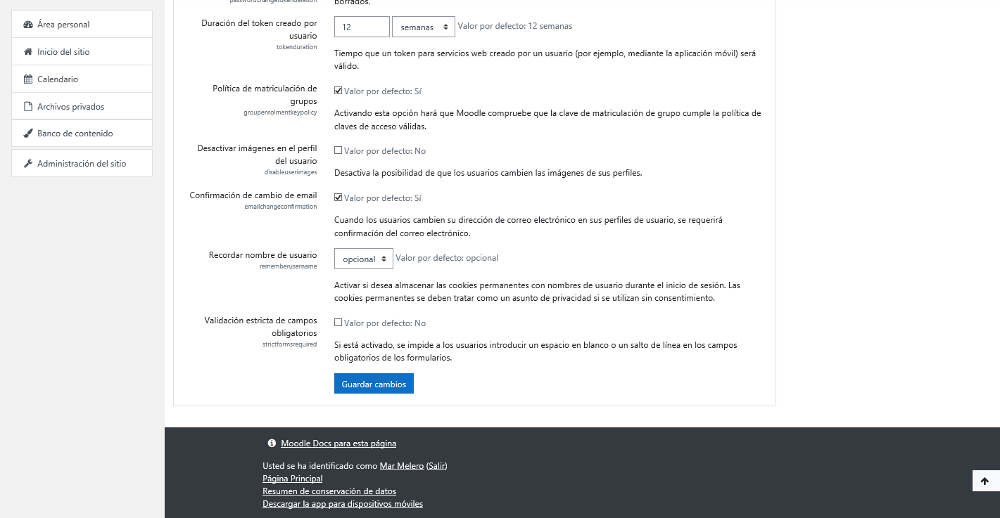 Área personal
Inicio del sitio
Calendario
Archivos privados
Banco de contenido
Administración del sitio
passwordchangetokendeletion
borrados.
Duración del token creado por
usuario
tokenduration
12
semanas
Valor por defecto: 12 semanas
Tiempo que un token para servicios web creado por un usuario (por ejemplo, mediante la aplicación móvil) será
válido.
Política de matriculación de
grupos
groupenrolmentkeypolicy
Valor por defecto: Sí
Activando esta opción hará que Moodle compruebe que la clave de matriculación de grupo cumple la política de
claves de acceso válidas.
Desactivar imágenes en el perfil
del usuario
disableuserimages
Valor por defecto: No
Desactiva la posibilidad de que los usuarios cambien las imágenes de sus perfiles.
Confirmación de cambio de email
emailchangeconfirmation
Valor por defecto: Sí
Cuando los usuarios cambien su dirección de correo electrónico en sus perfiles de usuario, se requerirá
confirmación del correo electrónico.
Recordar nombre de usuario
rememberusername
opcional
Valor por defecto: opcional
Activar si desea almacenar las cookies permanentes con nombres de usuario durante el inicio de sesión. Las
cookies permanentes se deben tratar como un asunto de privacidad si se utilizan sin consentimiento.
Validación estricta de campos
obligatorios
strictformsrequired
Valor por defecto: No
Si está activado, se impide a los usuarios introducir un espacio en blanco o un salto de línea en los campos
obligatorios de los formularios.
Guardar cambios
Moodle Docs para esta página
Usted se ha identificado como Mar Melero (Salir)
Página Principal
Resumen de conservación de datos
Descargar la app para dispositivos móviles